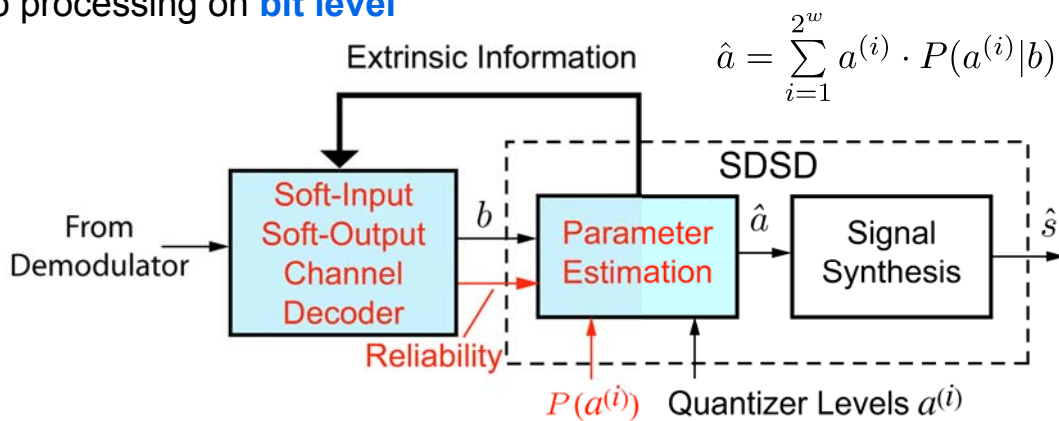 o processing on bit level
Extrinsic Information
â = ∑_{i=1}^{2^w} a^{(i)} · P(a^{(i)}|b)
SDSD
Soft-Input
Soft-Output
Channel
Decoder
From
Demodulator
b
Parameter
Estimation
â
Signal
Synthesis
ŝ
Reliability
P(a^{(i)})
Quantizer Levels a^{(i)}